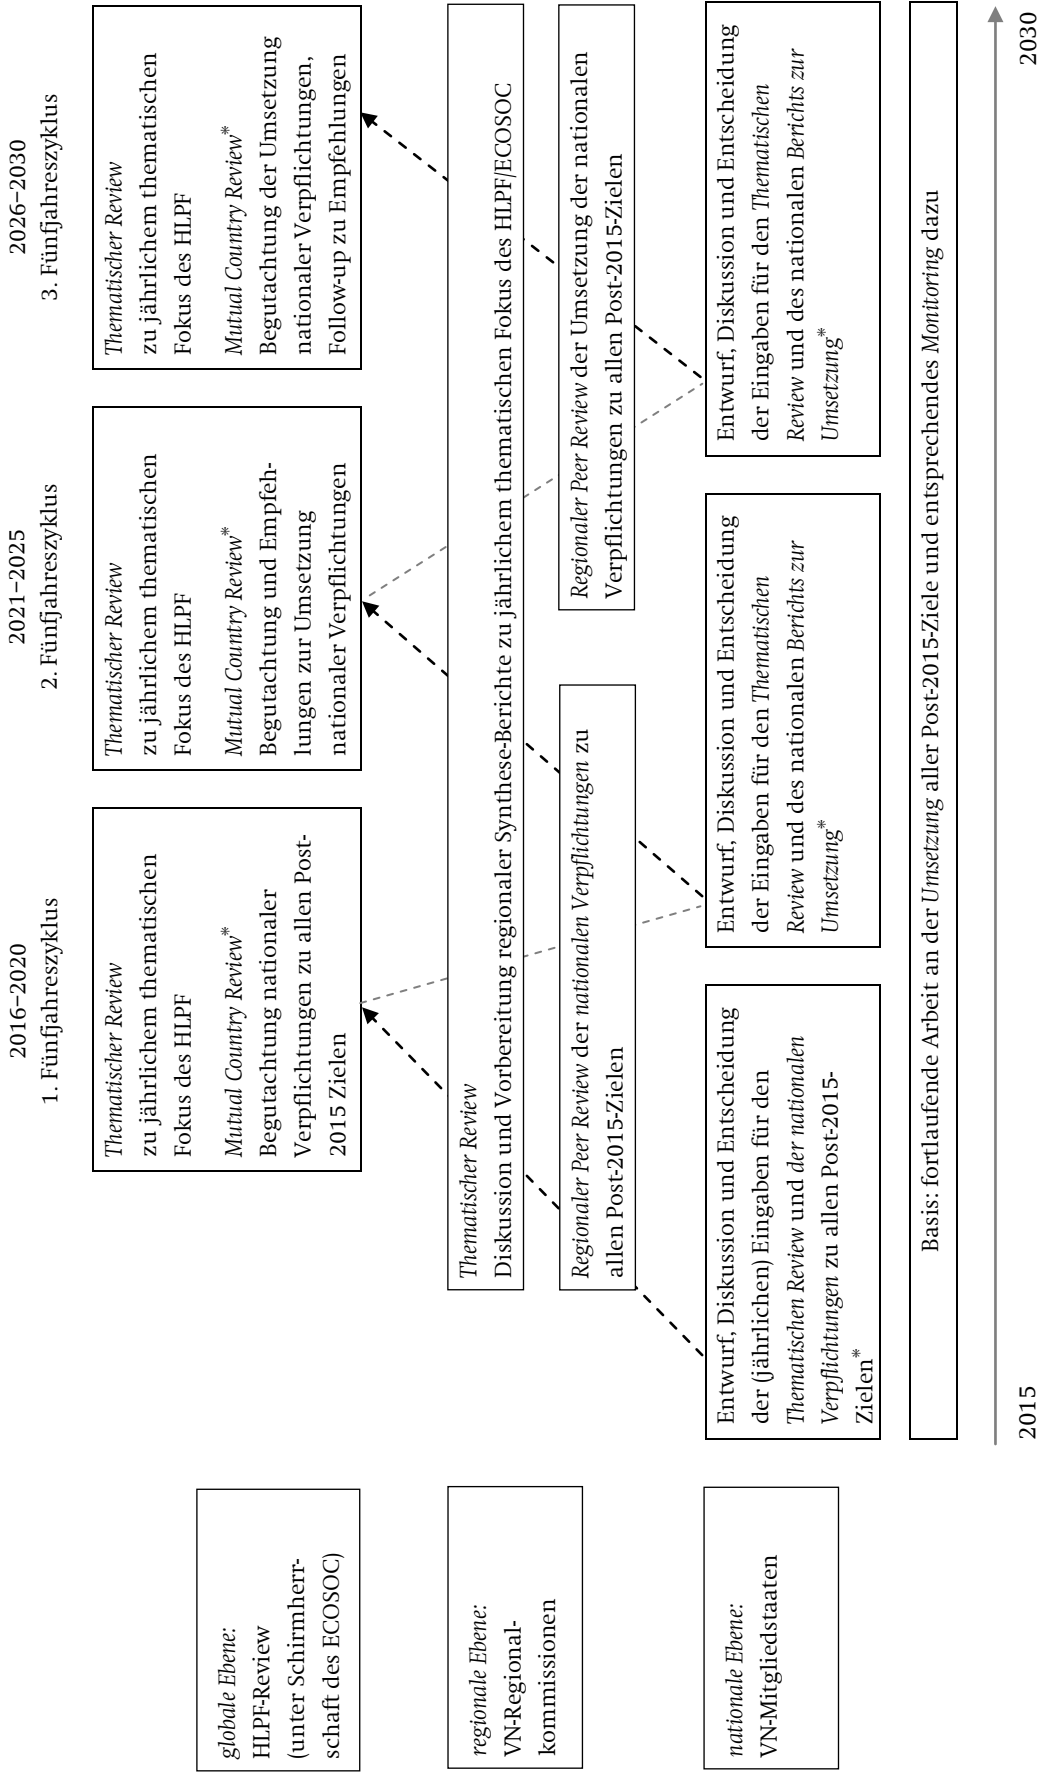 2016–2020
1. Fünfjahreszyklus
2021–2025
2. Fünfjahreszyklus
2026–2030
3. Fünfjahreszyklus
globale Ebene:
HLPF-Review
(unter Schirmherr-
schaft des ECOSOC)
Thematischer Review
zu jährlichem thematischen
Fokus des HLPF
Mutual Country Review*
Begutachtung nationaler
Verpflichtungen zu allen Post-
2015 Zielen
Thematischer Review
zu jährlichem thematischen
Fokus des HLPF
Mutual Country Review*
Begutachtung und Empfeh-
lungen zur Umsetzung
nationaler Verpflichtungen
Thematischer Review
zu jährlichem thematischen
Fokus des HLPF
Mutual Country Review*
Begutachtung der Umsetzung
nationaler Verpflichtungen,
Follow-up zu Empfehlungen
regionale Ebene:
VN-Regional-
kommissionen
Thematischer Review
Diskussion und Vorbereitung regionaler Synthese-Berichte zu jährlichem thematischen Fokus des HLPF/ECOSOC
Regionaler Peer Review der nationalen Verpflichtungen zu
allen Post-2015-Zielen
Regionaler Peer Review der Umsetzung der nationalen
Verpflichtungen zu allen Post-2015-Zielen
nationale Ebene:
VN-Mitgliedstaaten
Entwurf, Diskussion und Entscheidung
der (jährlichen) Eingaben für den
Thematischen Review und der nationalen
Verpflichtungen zu allen Post-2015-
Zielen*
Entwurf, Diskussion und Entscheidung
der Eingaben für den Thematischen
Review und des nationalen Berichts zur
Umsetzung*
Entwurf, Diskussion und Entscheidung
der Eingaben für den Thematischen
Review und des nationalen Berichts zur
Umsetzung*
Basis: fortlaufende Arbeit an der Umsetzung aller Post-2015-Ziele und entsprechendes Monitoring dazu
2015
2030